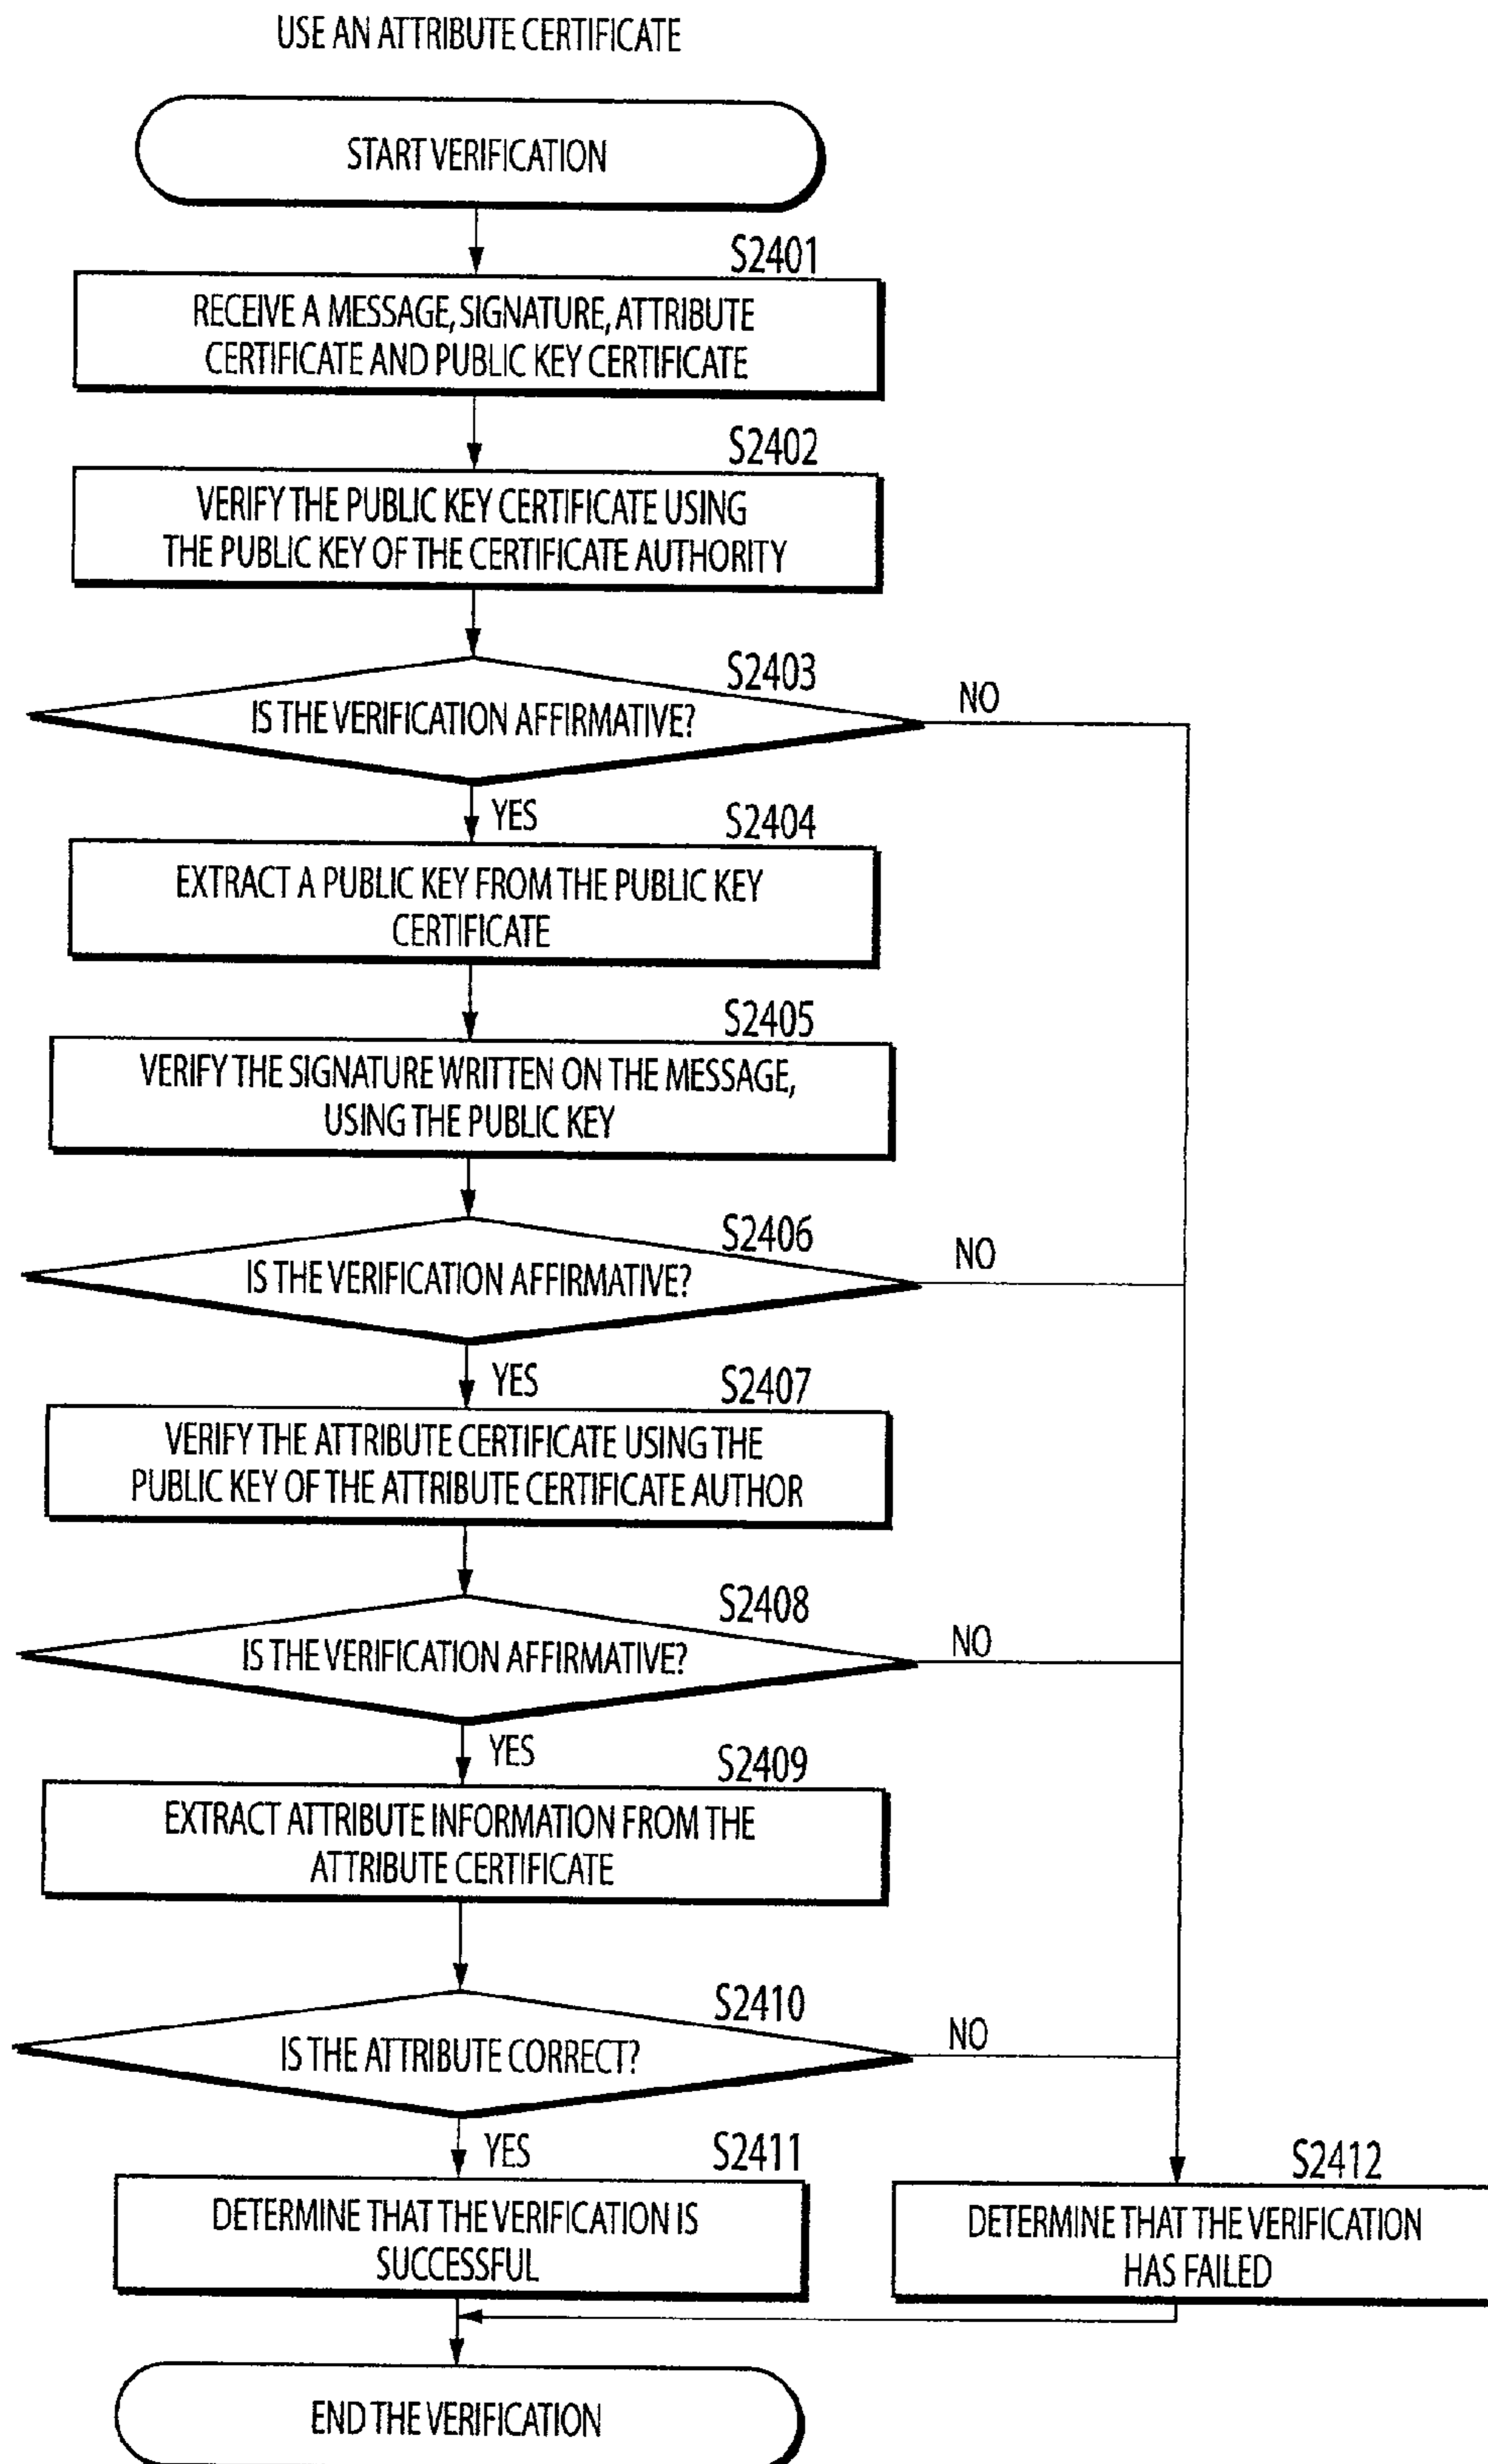 USE AN ATTRIBUTE CERTIFICATE
START VERIFICATION
S2401
RECEIVE A MESSAGE, SIGNATURE, ATTRIBUTE
CERTIFICATE AND PUBLIC KEY CERTIFICATE
S2402
VERIFY THE PUBLIC KEY CERTIFICATE USING
THE PUBLIC KEY OF THE CERTIFICATE AUTHORITY
S2403
IS THE VERIFICATION AFFIRMATIVE?
NO
YES
S2404
EXTRACT A PUBLIC KEY FROM THE PUBLIC KEY
CERTIFICATE
S2405
VERIFY THE SIGNATURE WRITTEN ON THE MESSAGE,
USING THE PUBLIC KEY
S2406
IS THE VERIFICATION AFFIRMATIVE?
NO
YES
S2407
VERIFY THE ATTRIBUTE CERTIFICATE USING THE
PUBLIC KEY OF THE ATTRIBUTE CERTIFICATE AUTHOR
S2408
IS THE VERIFICATION AFFIRMATIVE?
NO
YES
S2409
EXTRACT ATTRIBUTE INFORMATION FROM THE
ATTRIBUTE CERTIFICATE
S2410
IS THE ATTRIBUTE CORRECT?
NO
YES
S2411
DETERMINE THAT THE VERIFICATION IS
SUCCESSFUL
S2412
DETERMINE THAT THE VERIFICATION
HAS FAILED
END THE VERIFICATION